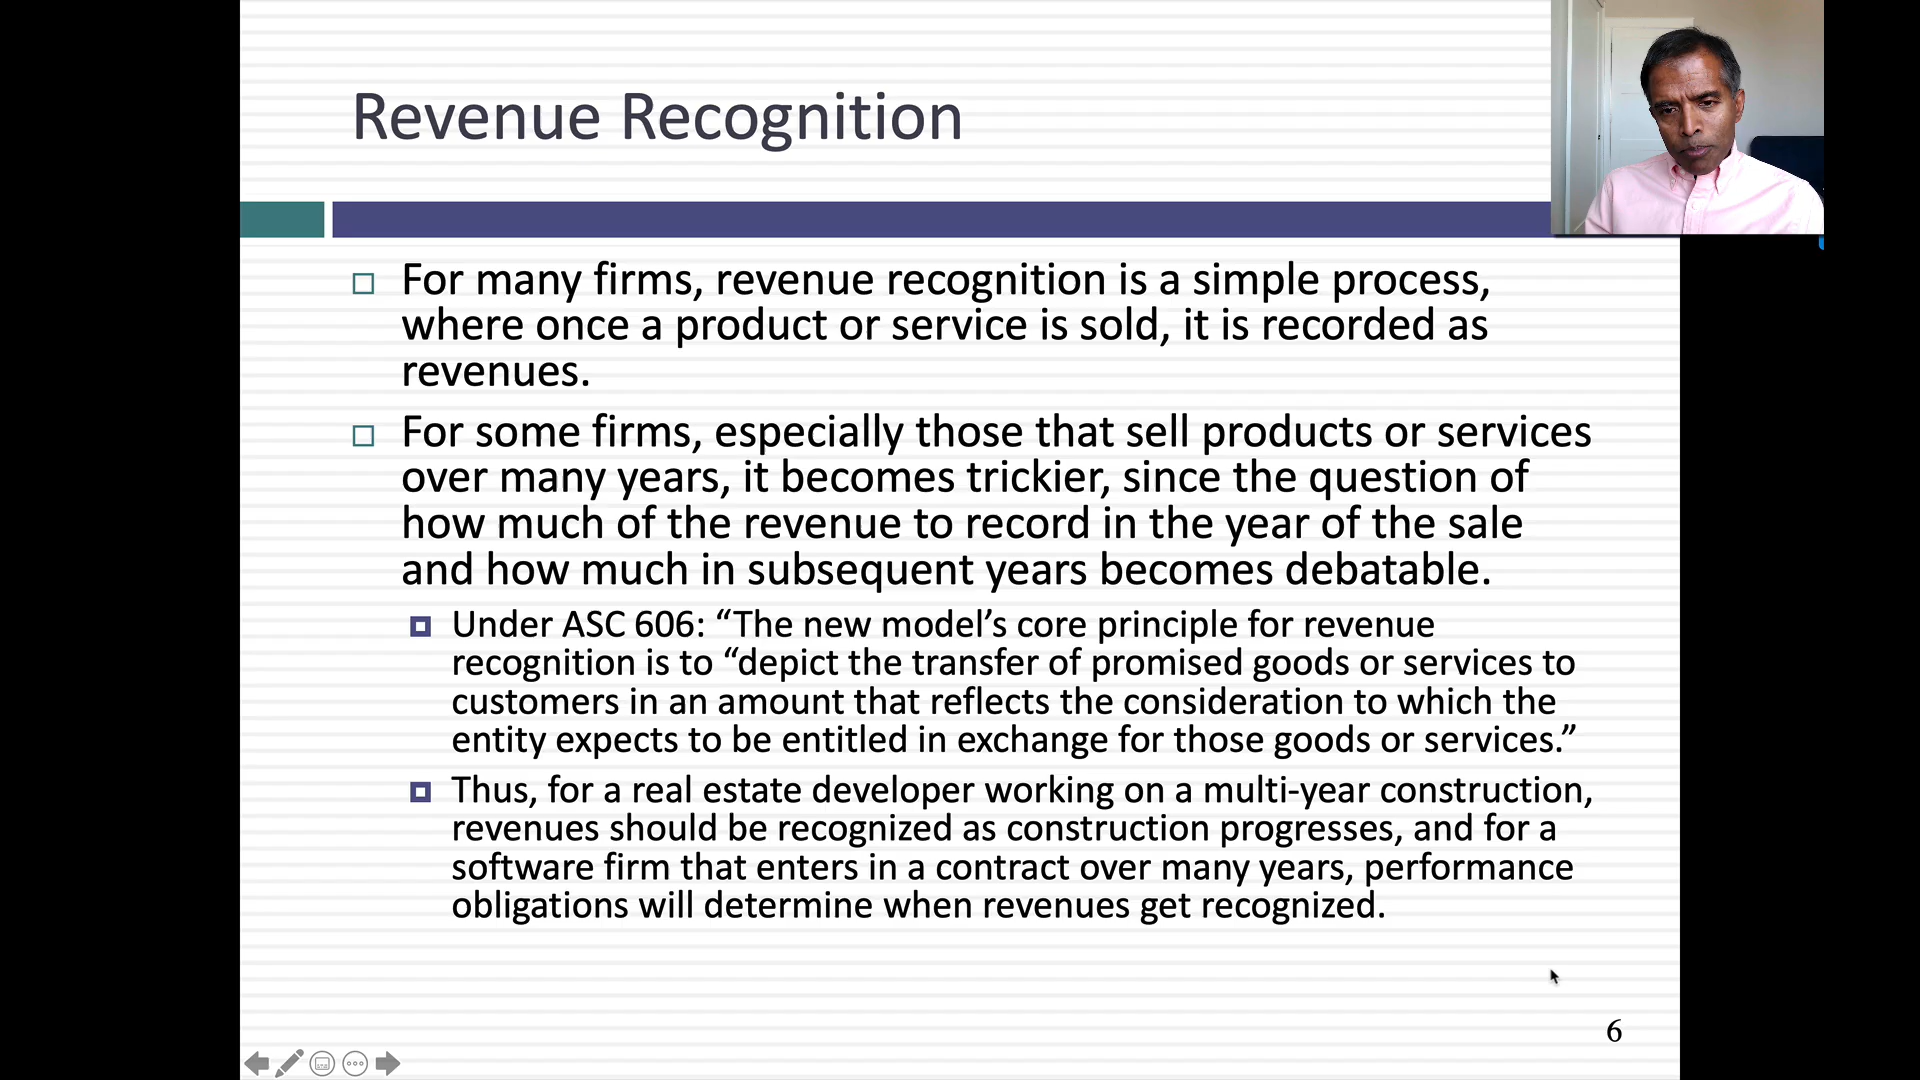 Revenue Recognition
For many firms, revenue recognition is a simple process,
where once a product or service is sold, it is recorded as
revenues.
For some firms, especially those that sell products or services
over many years, it becomes trickier, since the question of
how much of the revenue to record in the year of the sale
and how much in subsequent years becomes debatable.
Under ASC 606: “The new model’s core principle for revenue
recognition is to “depict the transfer of promised goods or services to
customers in an amount that reflects the consideration to which the
entity expects to be entitled in exchange for those goods or services.”
Thus, for a real estate developer working on a multi-year construction,
revenues should be recognized as construction progresses, and for a
software firm that enters in a contract over many years, performance
obligations will determine when revenues get recognized.
6